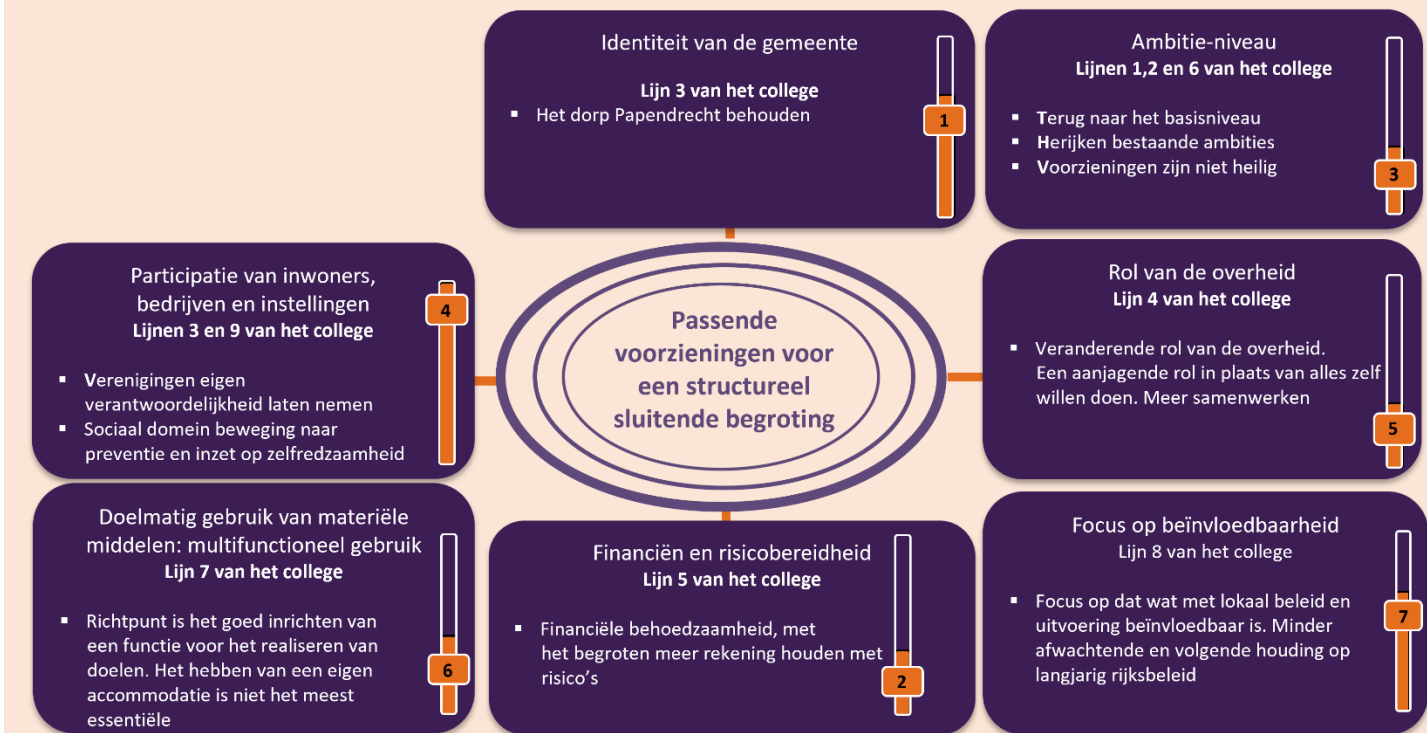 Identiteit van de gemeente
Lijn 3 van het college
▪ Het dorp Papendrecht behouden
1
Ambitie-niveau
Lijnen 1,2 en 6 van het college
▪ Terug naar het basisniveau
▪ Herijken bestaande ambities
▪ Voorzieningen zijn niet heilig
3
Participatie van inwoners,
bedrijven en instellingen
Lijnen 3 en 9 van het college
▪ Verenigingen eigen
verantwoordelijkheid laten nemen
▪ Sociaal domein beweging naar
preventie en inzet op zelfredzaamheid
4
Passende
voorzieningen voor
een structureel
sluitende begroting
Rol van de overheid
Lijn 4 van het college
▪ Veranderende rol van de overheid.
Een aanjagende rol in plaats van alles zelf
willen doen. Meer samenwerken
5
Doelmatig gebruik van materiële
middelen: multifunctioneel gebruik
Lijn 7 van het college
▪ Richtpunt is het goed inrichten van
een functie voor het realiseren van
doelen. Het hebben van een eigen
accommodatie is niet het meest
essentiële
6
Financiën en risicobereidheid
Lijn 5 van het college
▪ Financiële behoedzaamheid, met
het begroten meer rekening houden met
risico's
2
Focus op beïnvloedbaarheid
Lijn 8 van het college
▪ Focus op dat wat met lokaal beleid en
uitvoering beïnvloedbaar is. Minder
afwachtende en volgende houding op
langjarig rijksbeleid
7